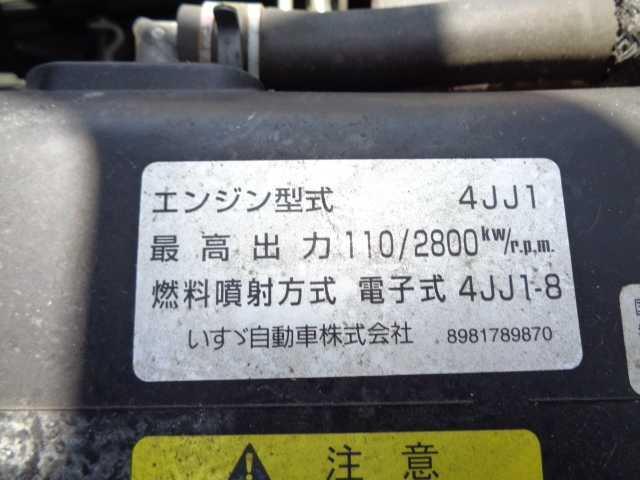 エンジン型式 4JJ1
最高出力 110/2800kW/r.p.m.
燃料噴射方式 電子式 4JJ1-8
いすゞ自動車株式会社 8981789870
注意